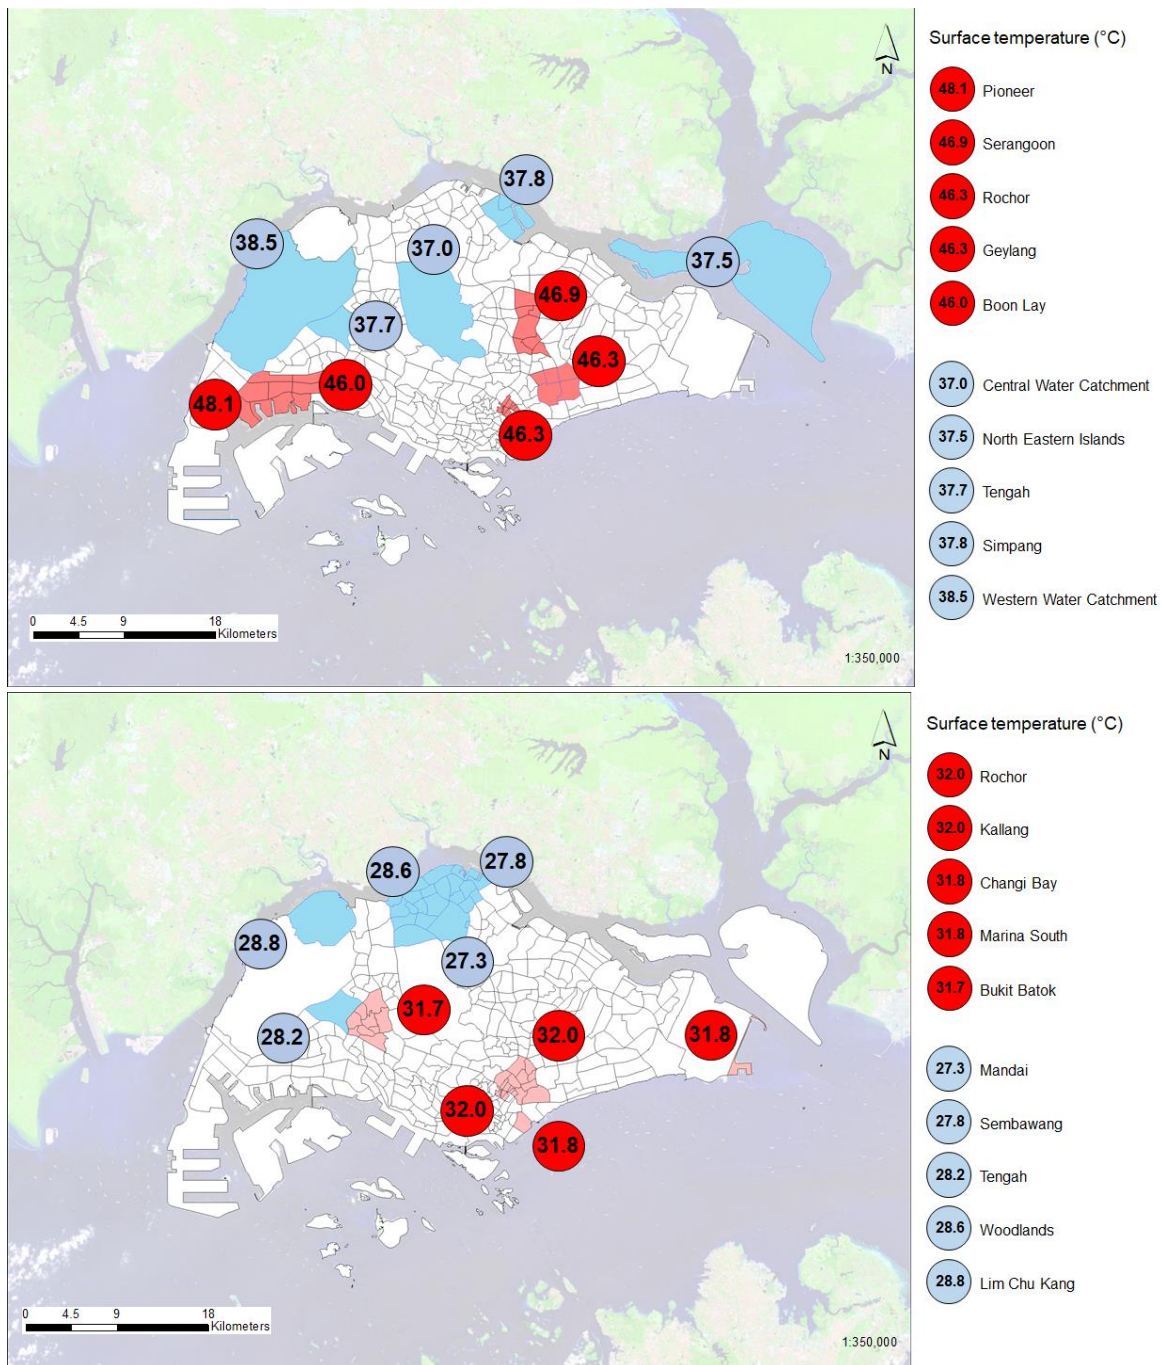 Surface temperature (°C)
48.1 Pioneer
46.9 Serangoon
46.3 Rochor
46.3 Geylang
46.0 Boon Lay
37.0 Central Water Catchment
37.5 North Eastern Islands
37.7 Tengah
37.8 Simpang
38.5 Western Water Catchment
N
37.8
38.5
37.0
37.5
46.9
37.7
46.3
46.0
48.1
46.3
0 4.5 9 18
Kilometers
1:350,000
Surface temperature (°C)
32.0 Rochor
32.0 Kallang
31.8 Changi Bay
31.8 Marina South
31.7 Bukit Batok
27.3 Mandai
27.8 Sembawang
28.2 Tengah
28.6 Woodlands
28.8 Lim Chu Kang
N
27.8
28.6
28.8
27.3
31.7
32.0
31.8
28.2
32.0
31.8
0 4.5 9 18
Kilometers
1:350,000